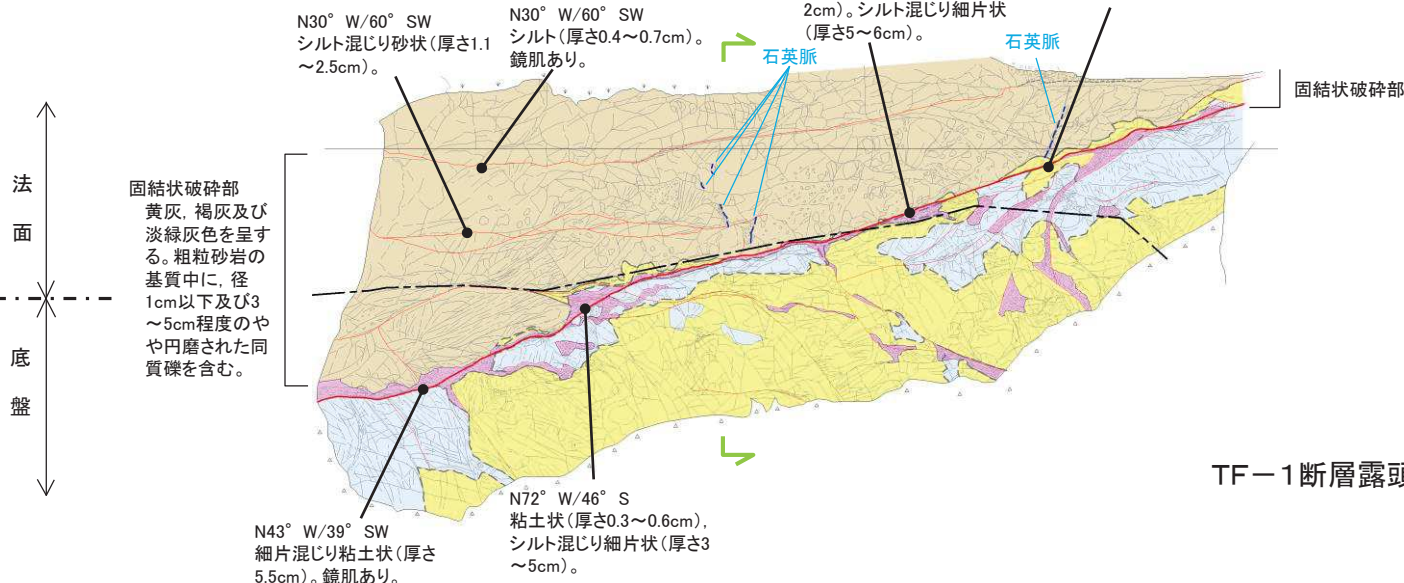 N30° W/60° SW
シルト混じり砂状(厚さ1.1
～2.5cm)。
N30° W/60° SW
シルト(厚さ0.4～0.7cm)。
鏡肌あり。
2cm)。シルト混じり細片状
(厚さ5～6cm)。
石英脈
石英脈
固結状破砕部
法
面
底
盤
固結状破砕部
黄灰，褐灰及び
淡緑灰色を呈す
る。粗粒砂岩の
基質中に，径
1cm以下及び3
～5cm程度のや
や円磨された同
質礫を含む。
TF－1断層露頭
N72° W/46° S
粘土状(厚さ0.3～0.6cm)，
シルト混じり細片状(厚さ3
～5cm)。
N43° W/39° SW
細片混じり粘土状(厚さ
5.5cm)。鏡肌あり。